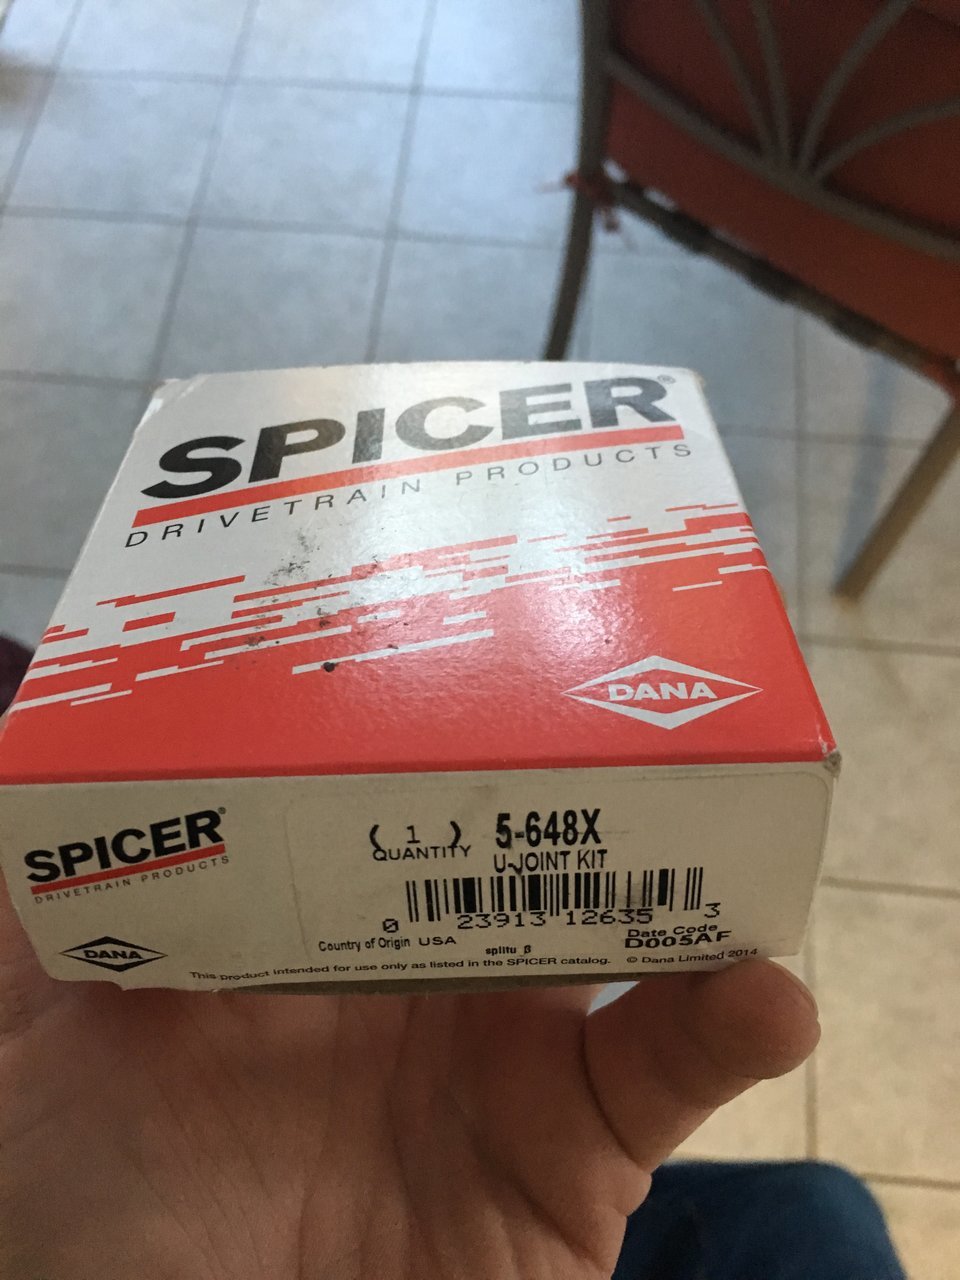 SPICER®
DRIVETRAIN PRODUCTS
DANA
SPICER®
DRIVETRAIN PRODUCTS
DANA
( 1 ) 5-648X
QUANTITY U-JOINT KIT
0 23913 12635 3
Country of Origin USA splitu_B Date Code
D005AF
This product intended for use only as listed in the SPICER catalog. © Dana Limited 2014